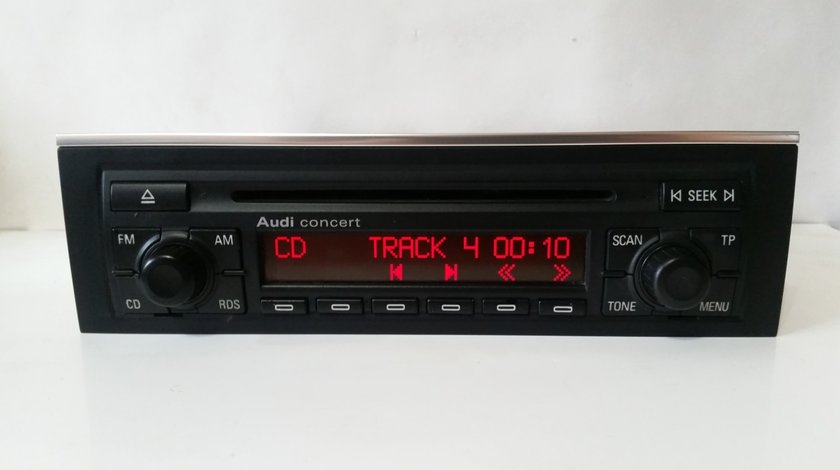 SEEK
Audi concert
FM AM
CD TRACK 4 00:10
SCAN TP
CD RDS
TONE MENU